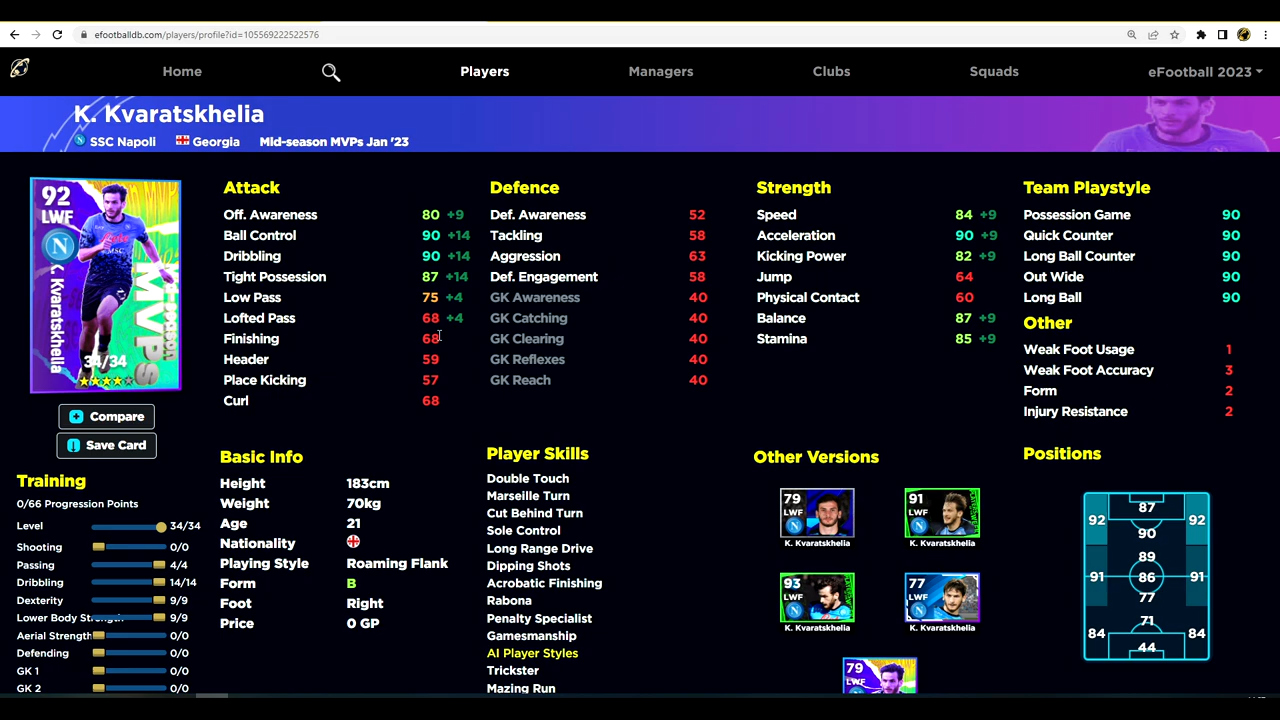 efootballdb.com/players/profile?id=105569222522576
Home
Players
Managers
Clubs
Squads
eFootball 2023
K. Kvaratskhelia
SSC Napoli Georgia Mid-season MVPs Jan '23
92
LWF
N
K. Kvaratskhelia
Mid-season
MVPs
34/34
Compare
Save Card
Attack
Off. Awareness 80 +9
Ball Control 90 +14
Dribbling 90 +14
Tight Possession 87 +14
Low Pass 75 +4
Lofted Pass 68 +4
Finishing 68
Header 59
Place Kicking 57
Curl 68
Defence
Def. Awareness 52
Tackling 58
Aggression 63
Def. Engagement 58
GK Awareness 40
GK Catching 40
GK Clearing 40
GK Reflexes 40
GK Reach 40
Strength
Speed 84 +9
Acceleration 90 +9
Kicking Power 82 +9
Jump 64
Physical Contact 60
Balance 87 +9
Stamina 85 +9
Team Playstyle
Possession Game 90
Quick Counter 90
Long Ball Counter 90
Out Wide 90
Long Ball 90
Other
Weak Foot Usage 1
Weak Foot Accuracy 3
Form 2
Injury Resistance 2
Training
0/66 Progression Points
Level 34/34
Shooting 0/0
Passing 4/4
Dribbling 14/14
Dexterity 9/9
Lower Body Strength 9/9
Aerial Strength 0/0
Defending 0/0
GK 1 0/0
GK 2 0/0
Basic Info
Height 183cm
Weight 70kg
Age 21
Nationality
Playing Style Roaming Flank
Form B
Foot Right
Price 0 GP
Player Skills
Double Touch
Marseille Turn
Cut Behind Turn
Sole Control
Long Range Drive
Dipping Shots
Acrobatic Finishing
Rabona
Penalty Specialist
Gamesmanship
AI Player Styles
Trickster
Mazing Run
Other Versions
79
LWF
K. Kvaratskhelia
91
LWF
K. Kvaratskhelia
93
LWF
K. Kvaratskhelia
77
LWF
K. Kvaratskhelia
79
LWF
Positions
87
92 92
90
89
91 86 91
77
71
84 84
44